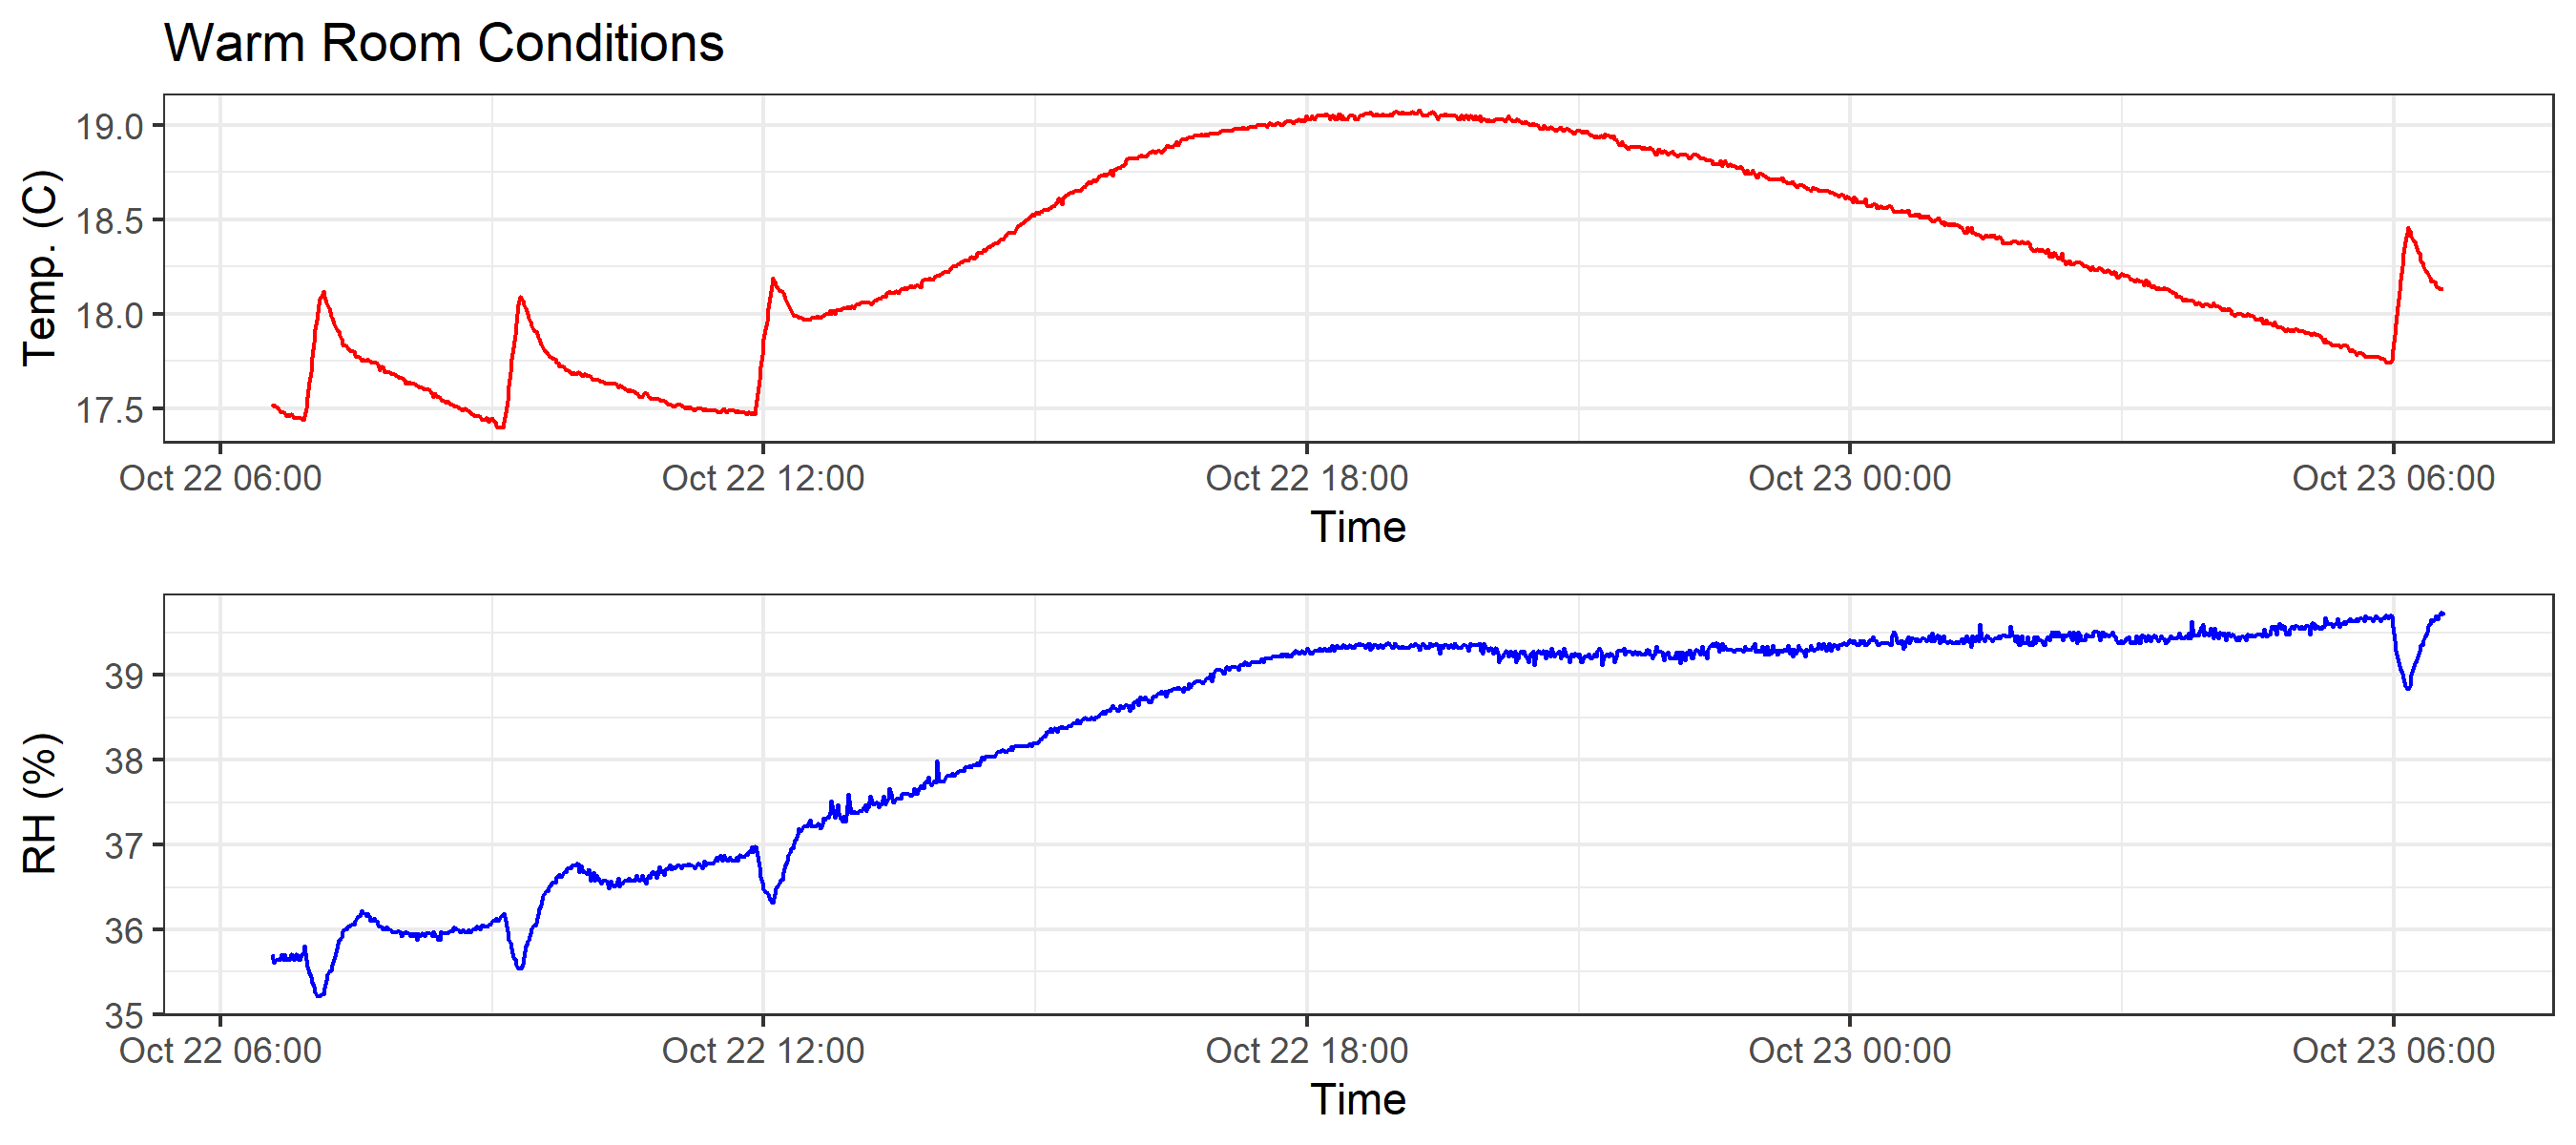 Warm Room Conditions
Temp. (C)
19.0
18.5
18.0
17.5
Oct 22 06:00 Oct 22 12:00 Oct 22 18:00 Oct 23 00:00 Oct 23 06:00
Time
RH (%)
39
38
37
36
35
Oct 22 06:00 Oct 22 12:00 Oct 22 18:00 Oct 23 00:00 Oct 23 06:00
Time